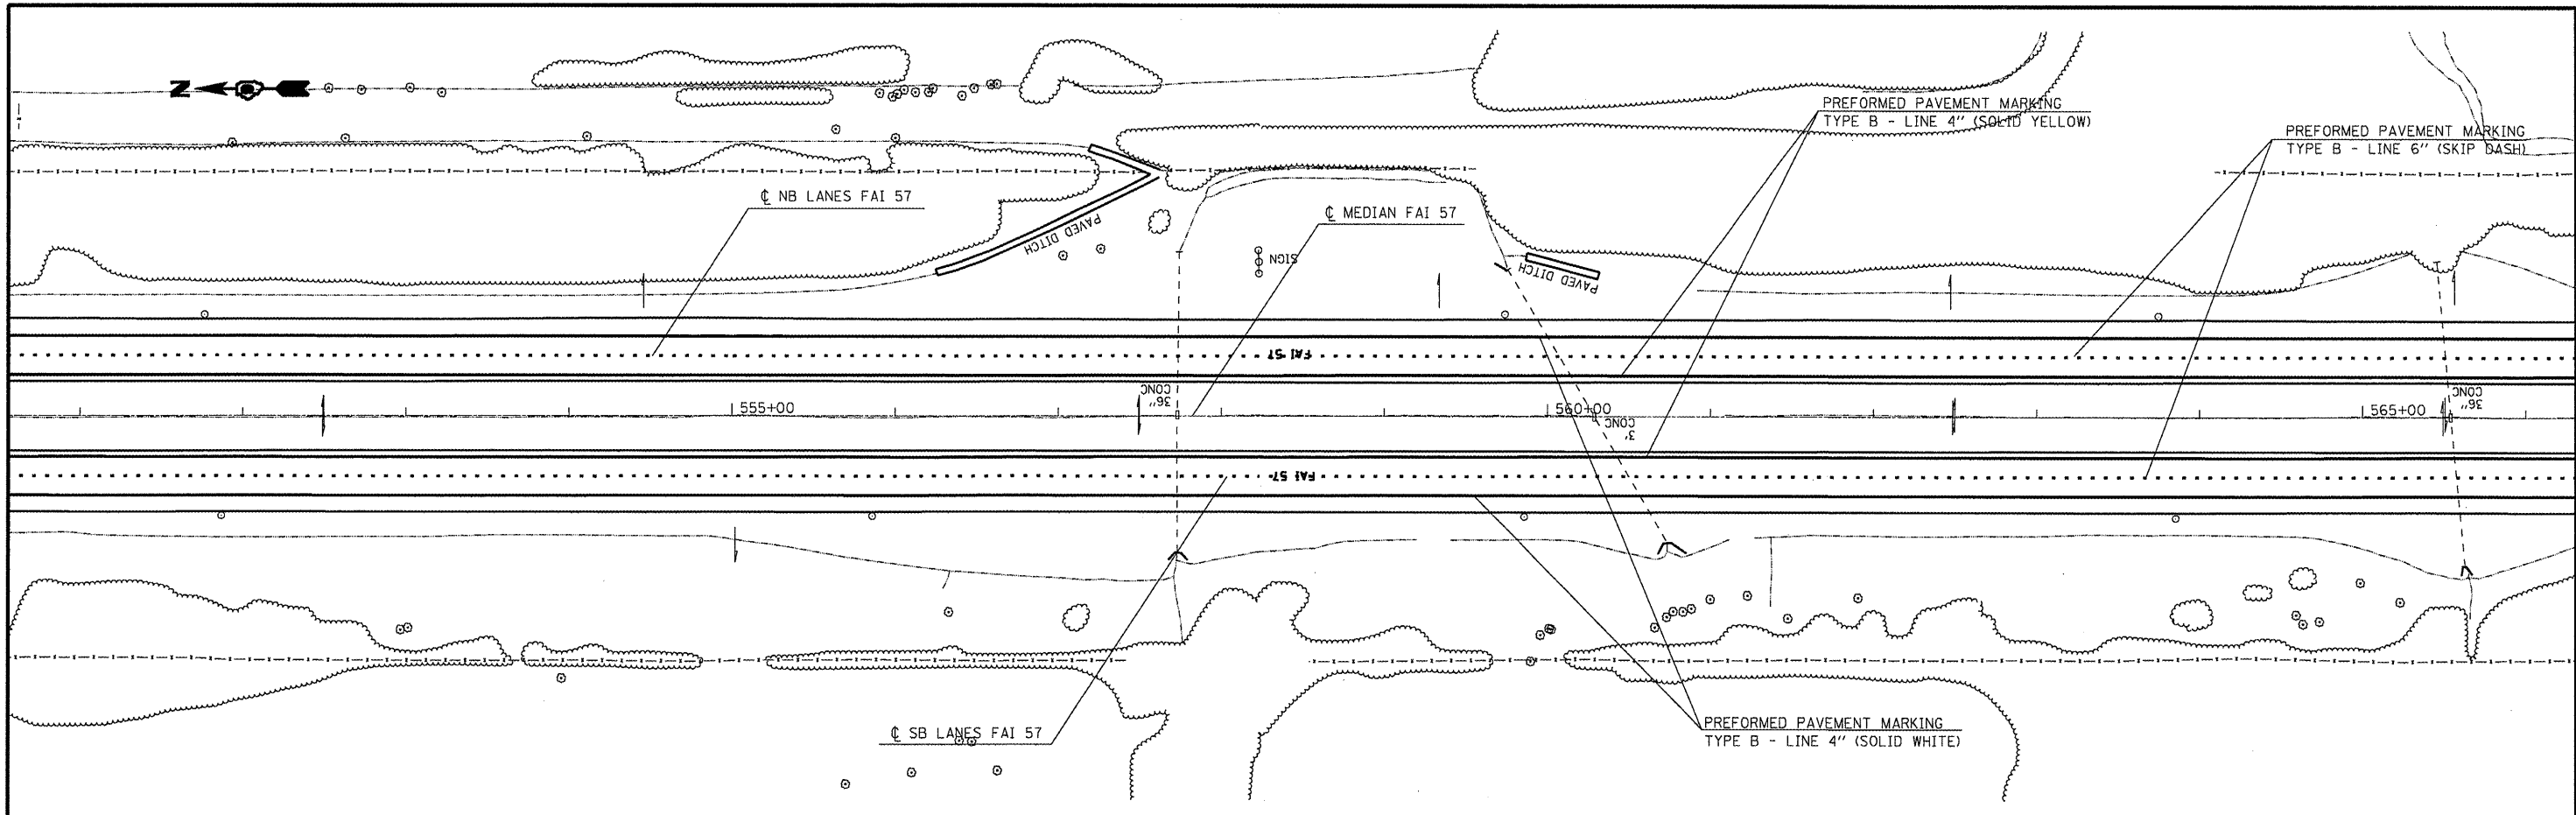 N
PREFORMED PAVEMENT MARKING
TYPE B - LINE 4" (SOLID YELLOW)
PREFORMED PAVEMENT MARKING
TYPE B - LINE 6" (SKIP DASH)
℄ NB LANES FAI 57
℄ MEDIAN FAI 57
PAVED DITCH
SIGN
PAVED DITCH
FAI 57
36" CONC
555+00
560+00
3' CONC
565+00
36" CONC
FAI 57
℄ SB LANES FAI 57
PREFORMED PAVEMENT MARKING
TYPE B - LINE 4" (SOLID WHITE)